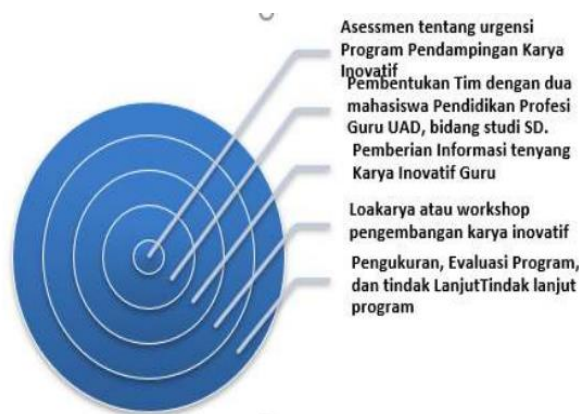 Asesmen tentang urgensi
Program Pendampingan Karya
Inovatif
Pembentukan Tim dengan dua
mahasiswa Pendidikan Profesi
Guru UAD, bidang studi SD.
Pemberian Informasi tenyang
Karya Inovatif Guru
Loakarya atau workshop
pengembangan karya inovatif
Pengukuran, Evaluasi Program,
dan tindak LanjutTindak lanjut
program